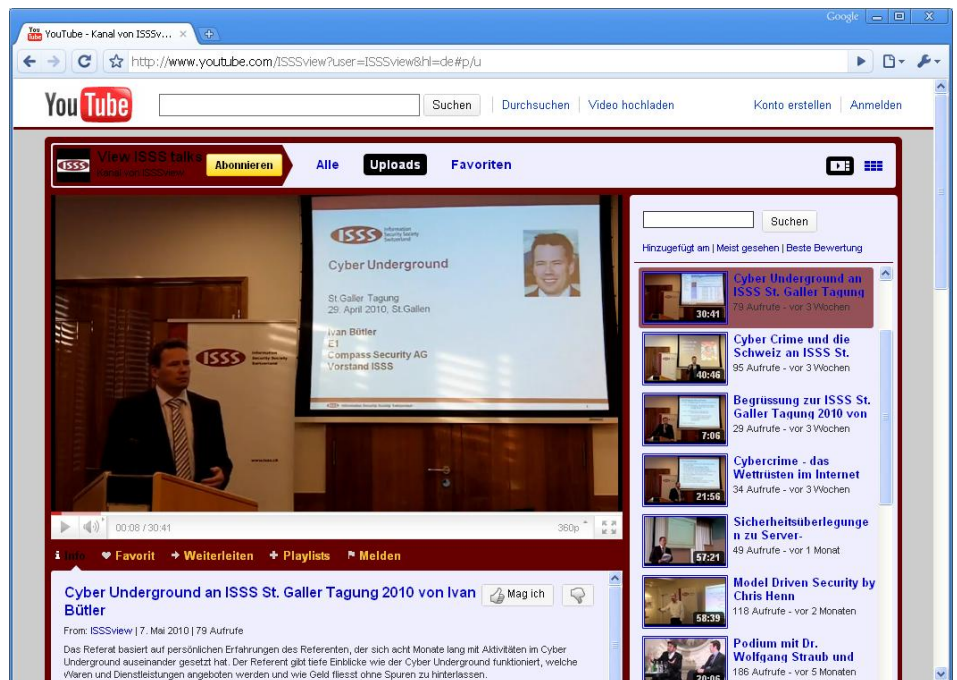 Google
YouTube - Kanal von ISSSv...
http://www.youtube.com/ISSSview?user=ISSSview&hl=de#p/u
You Tube
Suchen
Durchsuchen
Video hochladen
Konto erstellen
Anmelden
ISSS
View ISSS talks
Kanal von ISSSview
Abonnieren
Alle
Uploads
Favoriten
ISSS Information Security Society Switzerland
Cyber Underground
St.Galler Tagung
29. April 2010, St.Gallen
Ivan Bütler
E1
Compass Security AG
Vorstand ISSS
ISSS Information Security Society Switzerland
00:08 / 30:41
360p
Info
Favorit
Weiterleiten
Playlists
Melden
Cyber Underground an ISSS St. Galler Tagung 2010 von Ivan
Bütler
Mag ich
From: ISSSview | 7. Mai 2010 | 79 Aufrufe
Das Referat basiert auf persönlichen Erfahrungen des Referenten, der sich acht Monate lang mit Aktivitäten im Cyber
Underground auseinander gesetzt hat. Der Referent gibt tiefe Einblicke wie der Cyber Underground funktioniert, welche
Waren und Dienstleistungen angeboten werden und wie Geld fliesst ohne Spuren zu hinterlassen.
Suchen
Hinzugefügt am | Meist gesehen | Beste Bewertung
30:41
Cyber Underground an
ISSS St. Galler Tagung
79 Aufrufe - vor 3 Wochen
40:46
Cyber Crime und die
Schweiz an ISSS St.
95 Aufrufe - vor 3 Wochen
7:06
Begrüssung zur ISSS St.
Galler Tagung 2010 von
29 Aufrufe - vor 3 Wochen
21:56
Cybercrime - das
Wettrüsten im Internet
34 Aufrufe - vor 3 Wochen
57:21
Sicherheitsüberlegunge
n zu Server-
49 Aufrufe - vor 1 Monat
58:39
Model Driven Security by
Chris Henn
118 Aufrufe - vor 2 Monaten
20:06
Podium mit Dr.
Wolfgang Straub und
186 Aufrufe - vor 5 Monaten